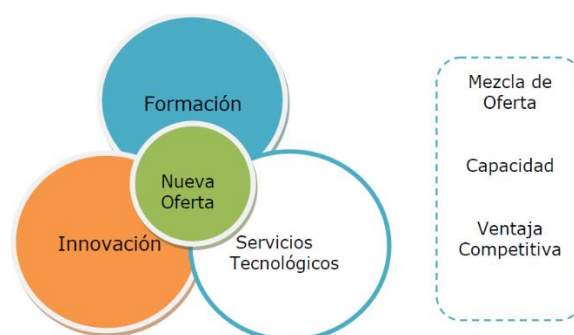 Formación
Nueva
Oferta
Innovación
Servicios
Tecnológicos
Mezcla de
Oferta
Capacidad
Ventaja
Competitiva